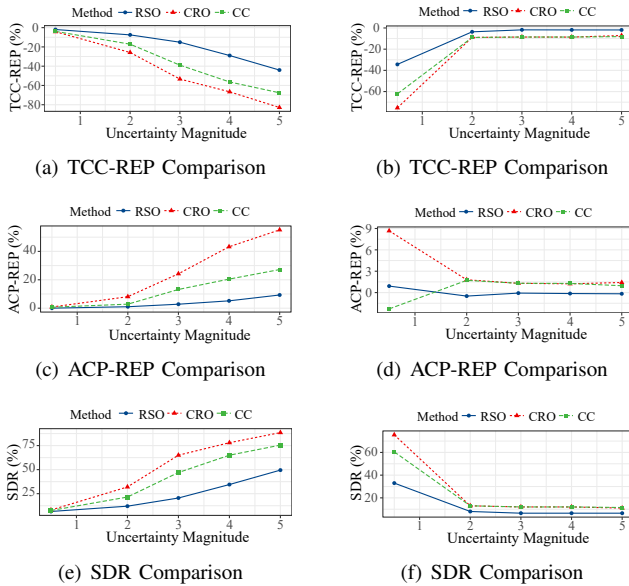 Method RSO CRO CC
TCC-REP (%)
0
-20
-40
-60
-80
1 2 3 4 5
Uncertainty Magnitude
(a) TCC-REP Comparison
Method RSO CRO CC
TCC-REP (%)
0
-20
-40
-60
1 2 3 4 5
Uncertainty Magnitude
(b) TCC-REP Comparison
Method RSO CRO CC
ACP-REP (%)
40
20
0
1 2 3 4 5
Uncertainty Magnitude
(c) ACP-REP Comparison
Method RSO CRO CC
ACP-REP (%)
9
6
3
0
1 2 3 4 5
Uncertainty Magnitude
(d) ACP-REP Comparison
Method RSO CRO CC
SDR (%)
75
50
25
1 2 3 4 5
Uncertainty Magnitude
(e) SDR Comparison
Method RSO CRO CC
SDR (%)
60
40
20
1 2 3 4 5
Uncertainty Magnitude
(f) SDR Comparison